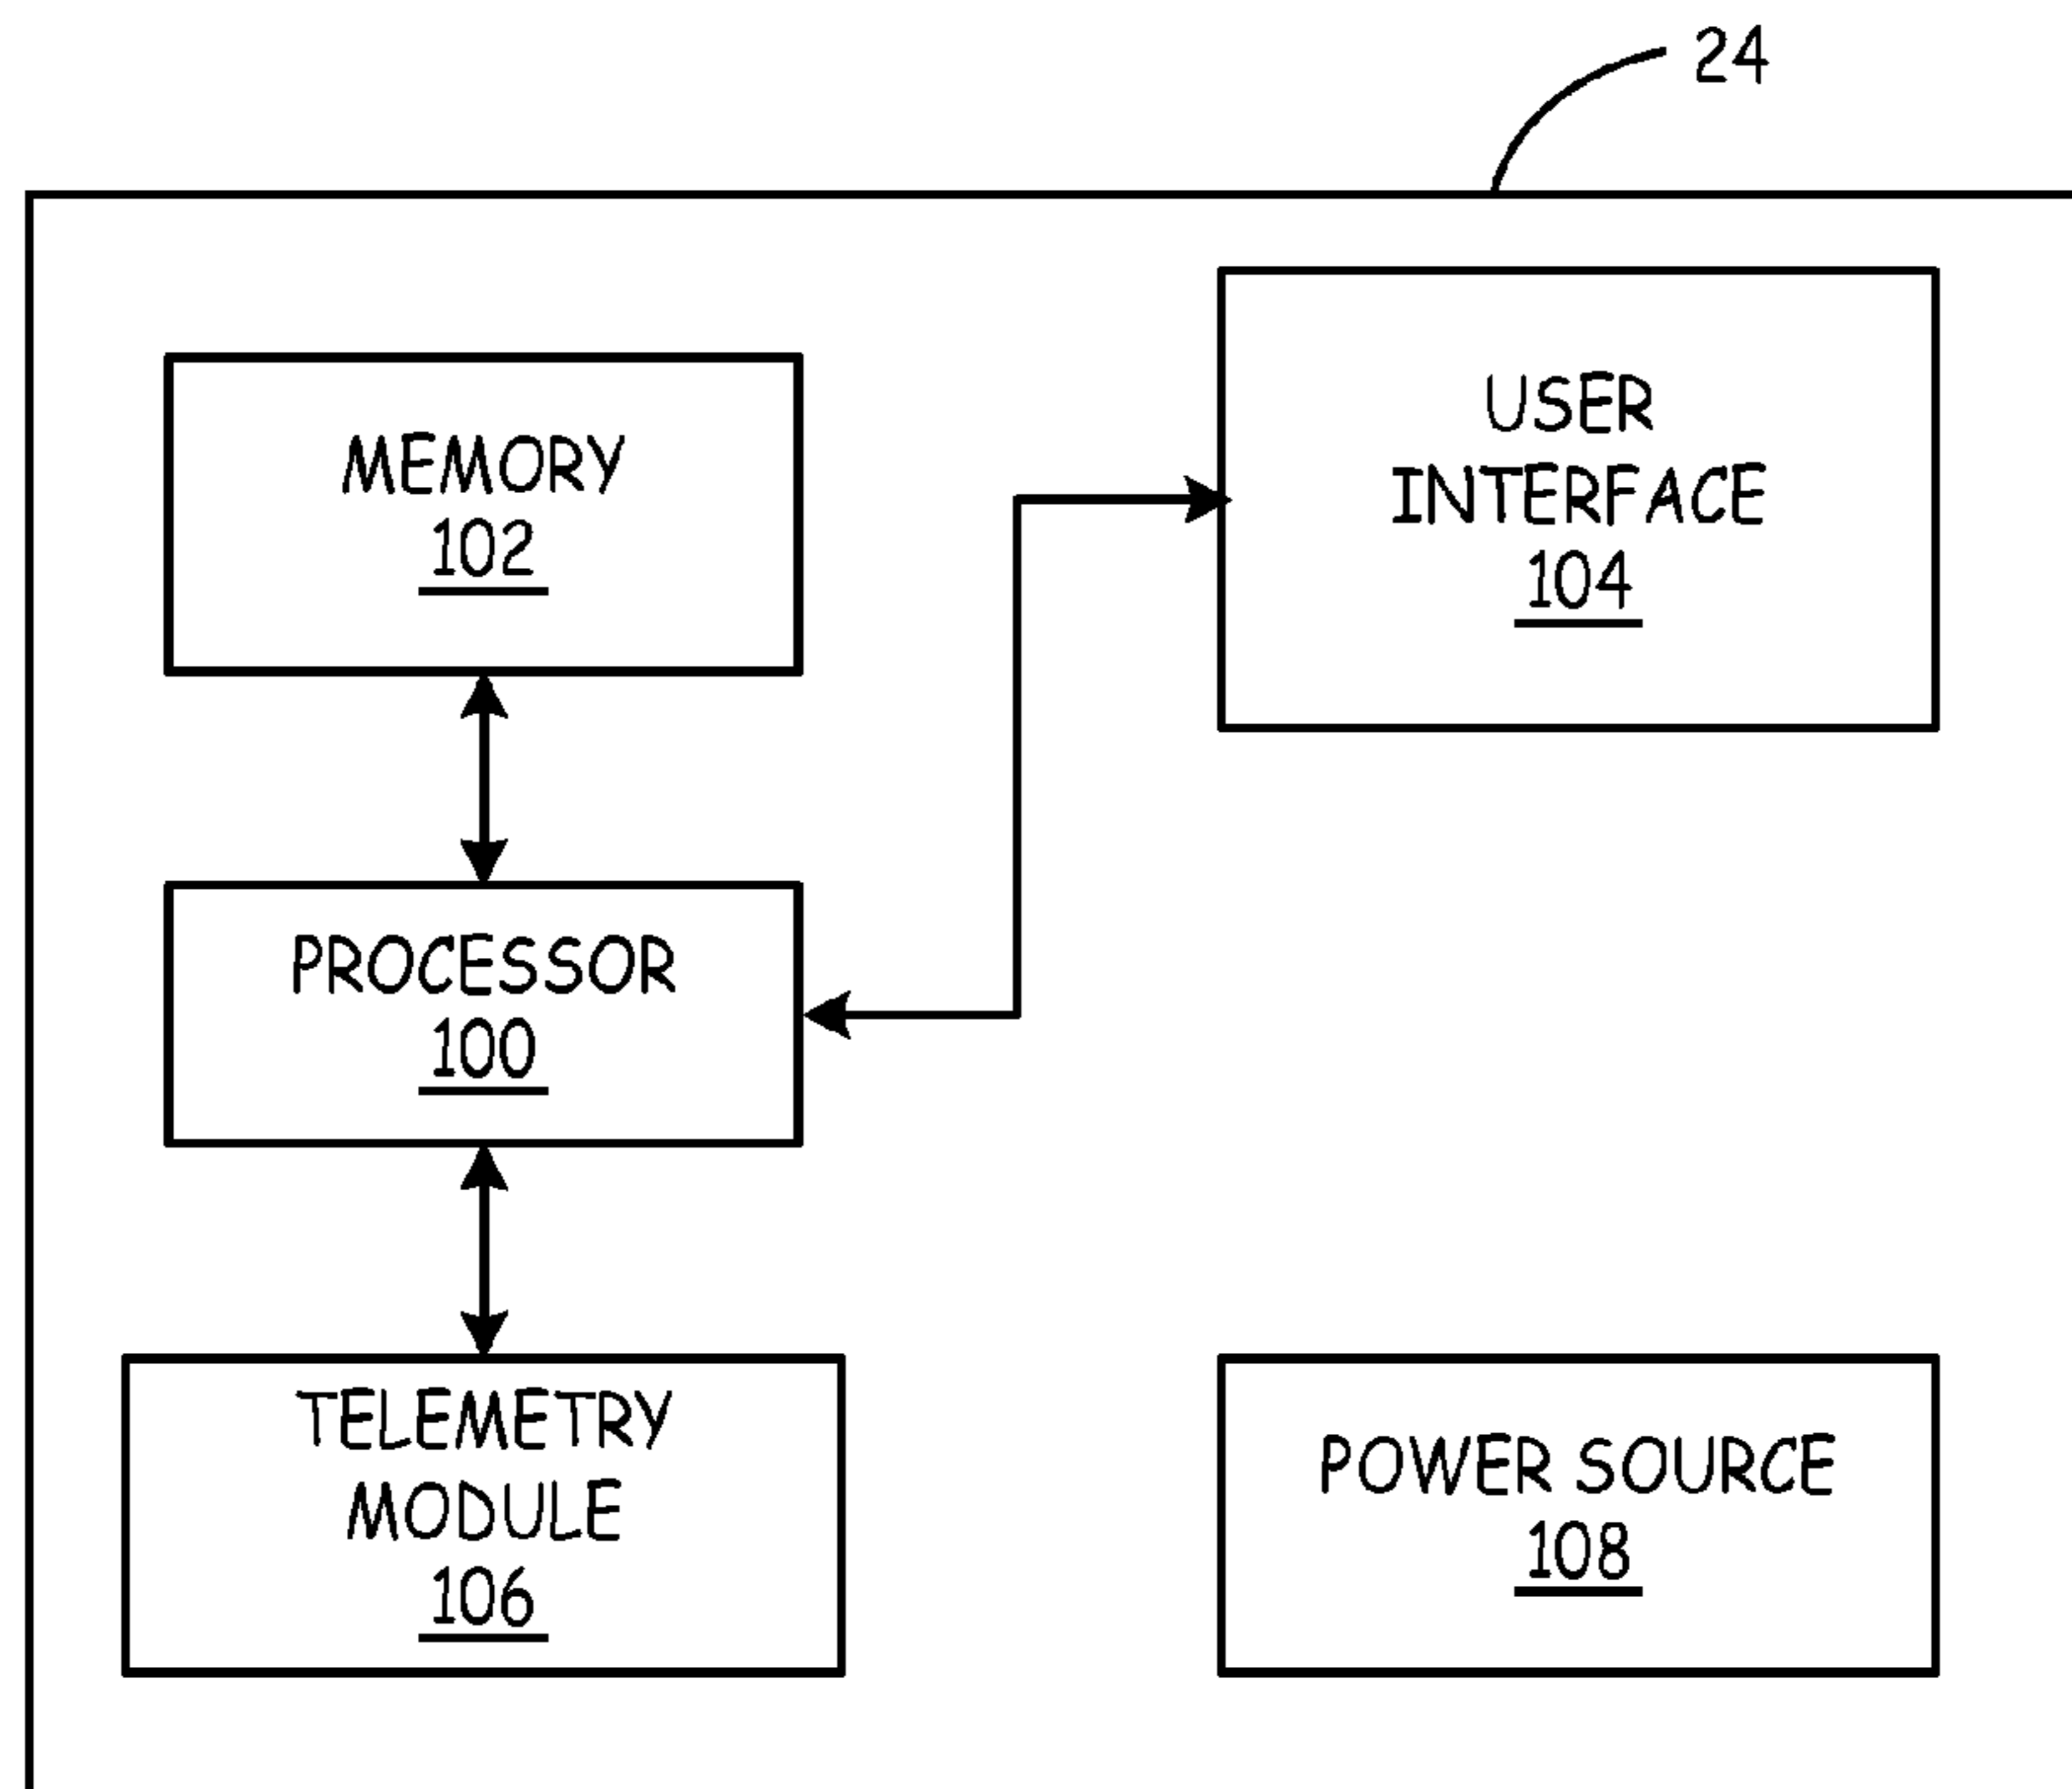 24
MEMORY
102
USER
INTERFACE
104
PROCESSOR
100
TELEMETRY
MODULE
106
POWER SOURCE
108